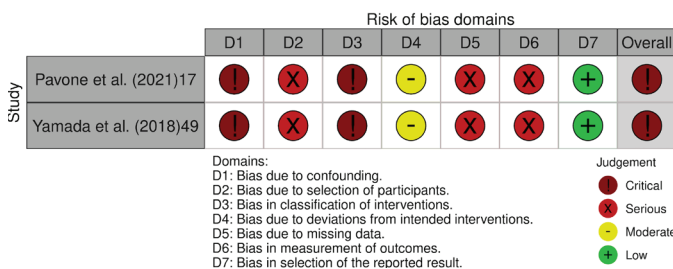 Risk of bias domains
D1 D2 D3 D4 D5 D6 D7 Overall
Study
Pavone et al. (2021)17 ! X ! - X X + !
Yamada et al. (2018)49 ! X ! - X X + !
Domains:
D1: Bias due to confounding.
D2: Bias due to selection of participants.
D3: Bias in classification of interventions.
D4: Bias due to deviations from intended interventions.
D5: Bias due to missing data.
D6: Bias in measurement of outcomes.
D7: Bias in selection of the reported result.
Judgement
! Critical
X Serious
- Moderate
+ Low